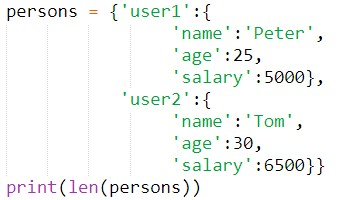 persons = {'user1':{
'name':'Peter',
'age':25,
'salary':5000},
'user2':{
'name':'Tom',
'age':30,
'salary':6500}}
print(len(persons))